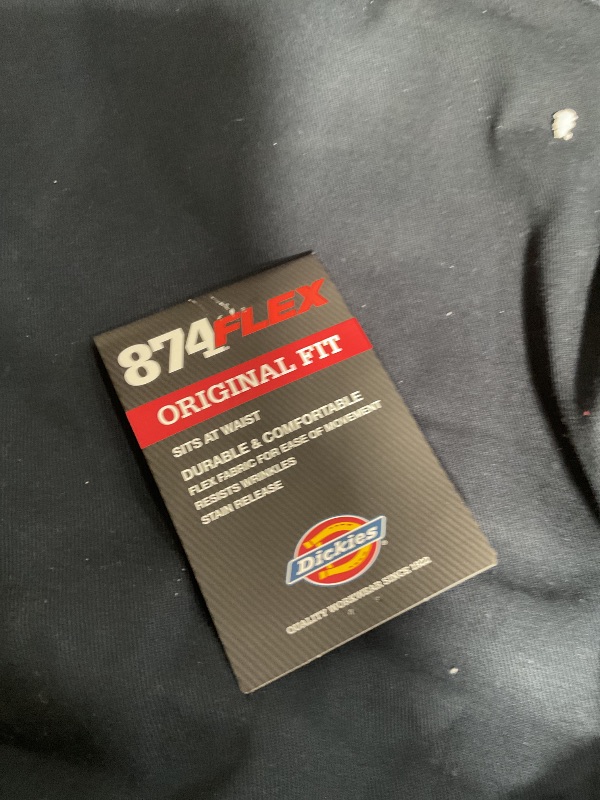 874FLEX
ORIGINAL FIT
SITS AT WAIST
DURABLE & COMFORTABLE
FLEX FABRIC FOR EASE OF MOVEMENT
RESISTS WRINKLES
STAIN RELEASE
Dickies®
QUALITY WORKWEAR SINCE 1922